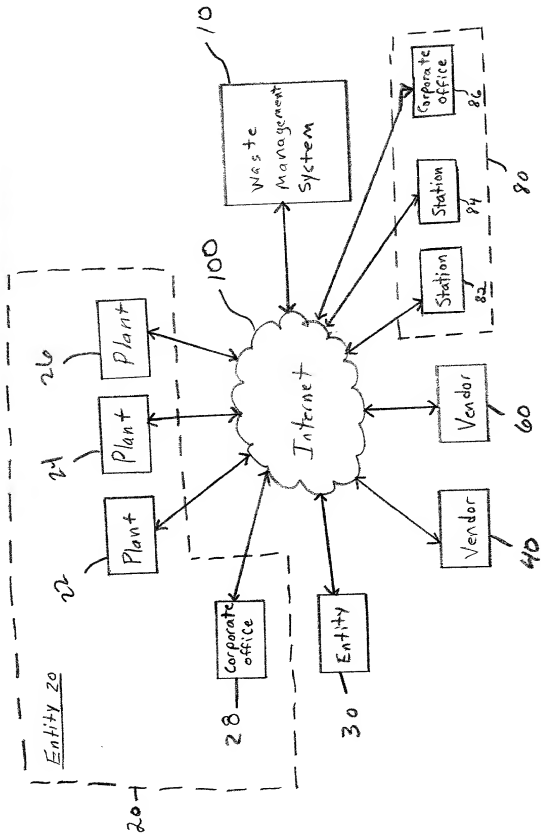 Entity 20
20
22
Plant
24
Plant
26
Plant
28
Corporate
office
30
Entity
100
Internet
10
Waste
Management
System
40
Vendor
60
Vendor
Station
82
Station
84
Corporate
office
86
80